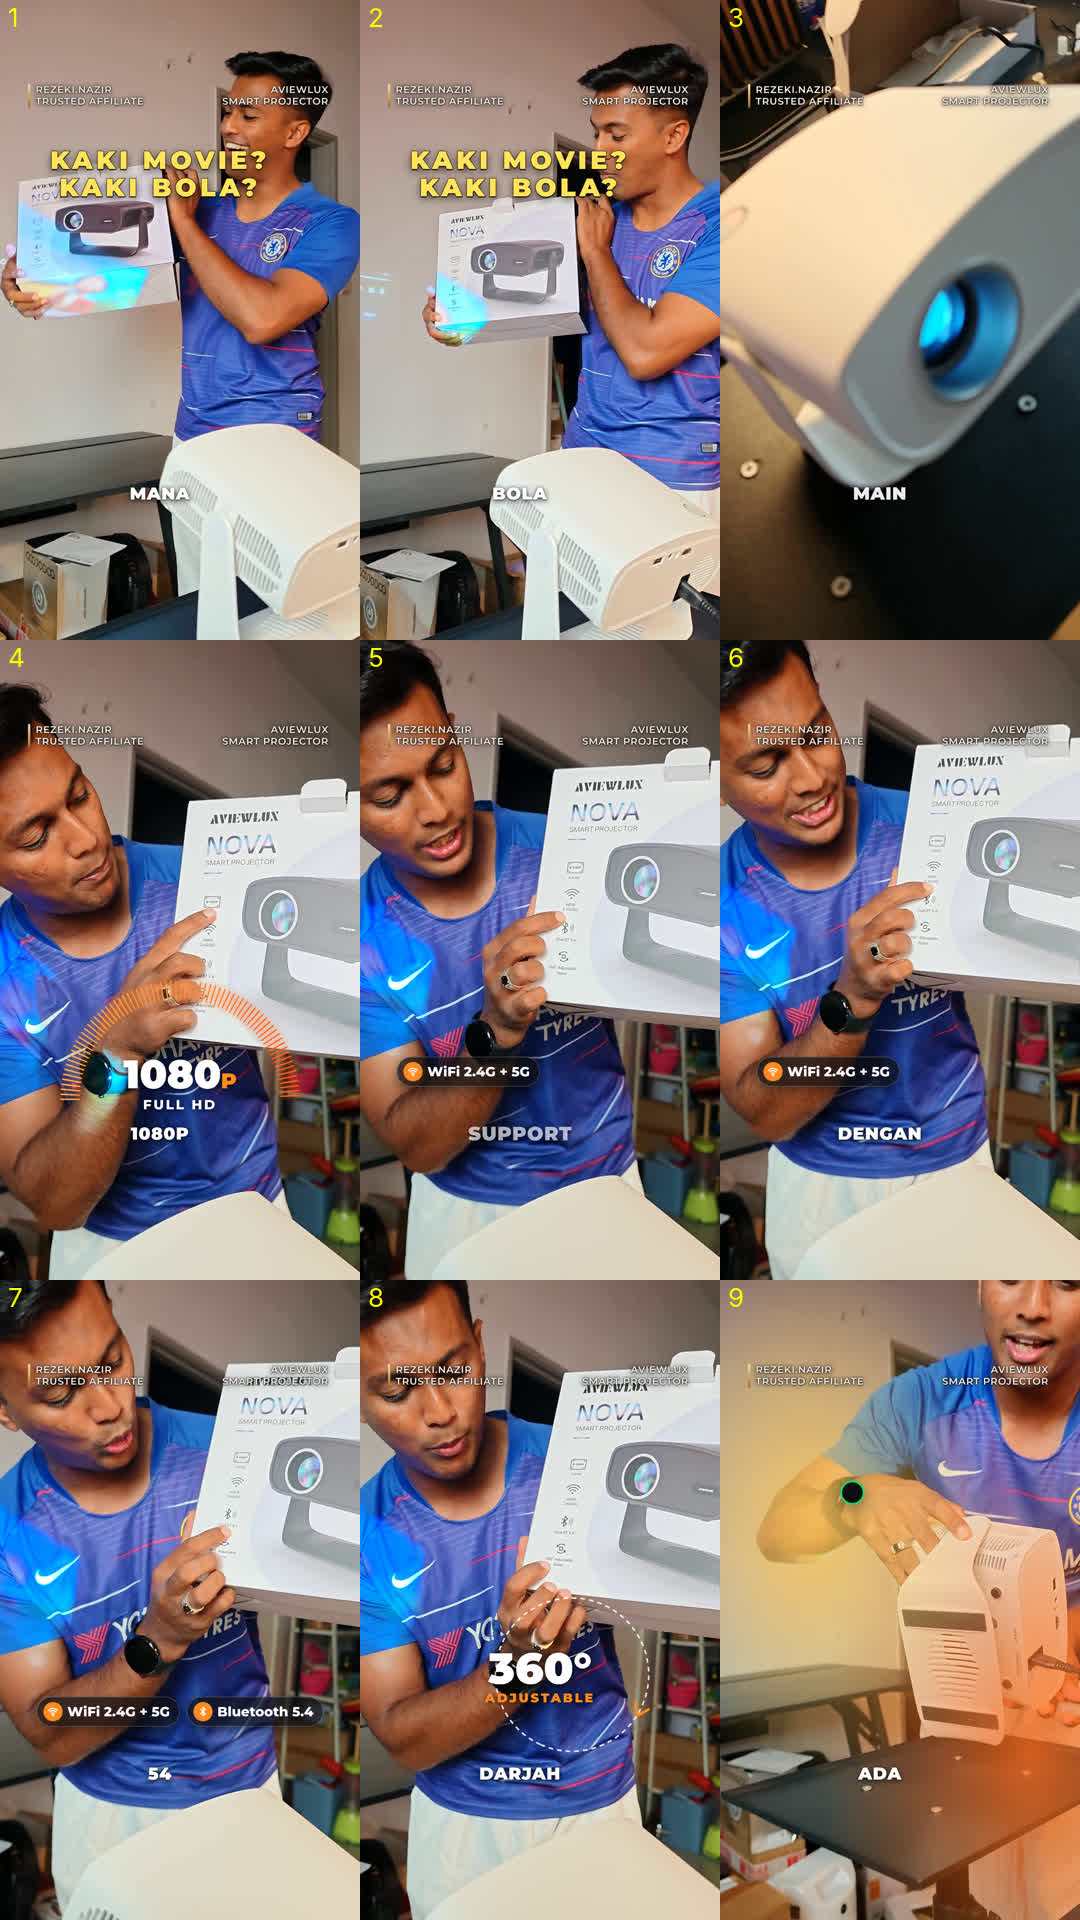 1
REZEKI.NAZIR
TRUSTED AFFILIATE
AVIEWLUX
SMART PROJECTOR
KAKI MOVIE?
KAKI BOLA?
NOVA
MANA
2
REZEKI.NAZIR
TRUSTED AFFILIATE
AVIEWLUX
SMART PROJECTOR
KAKI MOVIE?
KAKI BOLA?
AVIEWLUX
NOVA
BOLA
3
REZEKI.NAZIR
TRUSTED AFFILIATE
AVIEWLUX
SMART PROJECTOR
MAIN
4
REZEKI.NAZIR
TRUSTED AFFILIATE
AVIEWLUX
SMART PROJECTOR
AVIEWLUX
NOVA
SMART PROJECTOR
1080P
FULL HD
1080P
5
REZEKI.NAZIR
TRUSTED AFFILIATE
AVIEWLUX
SMART PROJECTOR
AVIEWLUX
NOVA
SMART PROJECTOR
TYRES
WiFi 2.4G + 5G
SUPPORT
6
REZEKI.NAZIR
TRUSTED AFFILIATE
AVIEWLUX
SMART PROJECTOR
AVIEWLUX
NOVA
SMART PROJECTOR
TYRES
WiFi 2.4G + 5G
DENGAN
7
REZEKI.NAZIR
TRUSTED AFFILIATE
AVIEWLUX
SMART PROJECTOR
NOVA
SMART PROJECTOR
WiFi 2.4G + 5G
Bluetooth 5.4
54
8
REZEKI.NAZIR
TRUSTED AFFILIATE
AVIEWLUX
SMART PROJECTOR
AVIEWLUX
NOVA
SMART PROJECTOR
360°
ADJUSTABLE
DARJAH
9
REZEKI.NAZIR
TRUSTED AFFILIATE
AVIEWLUX
SMART PROJECTOR
ADA